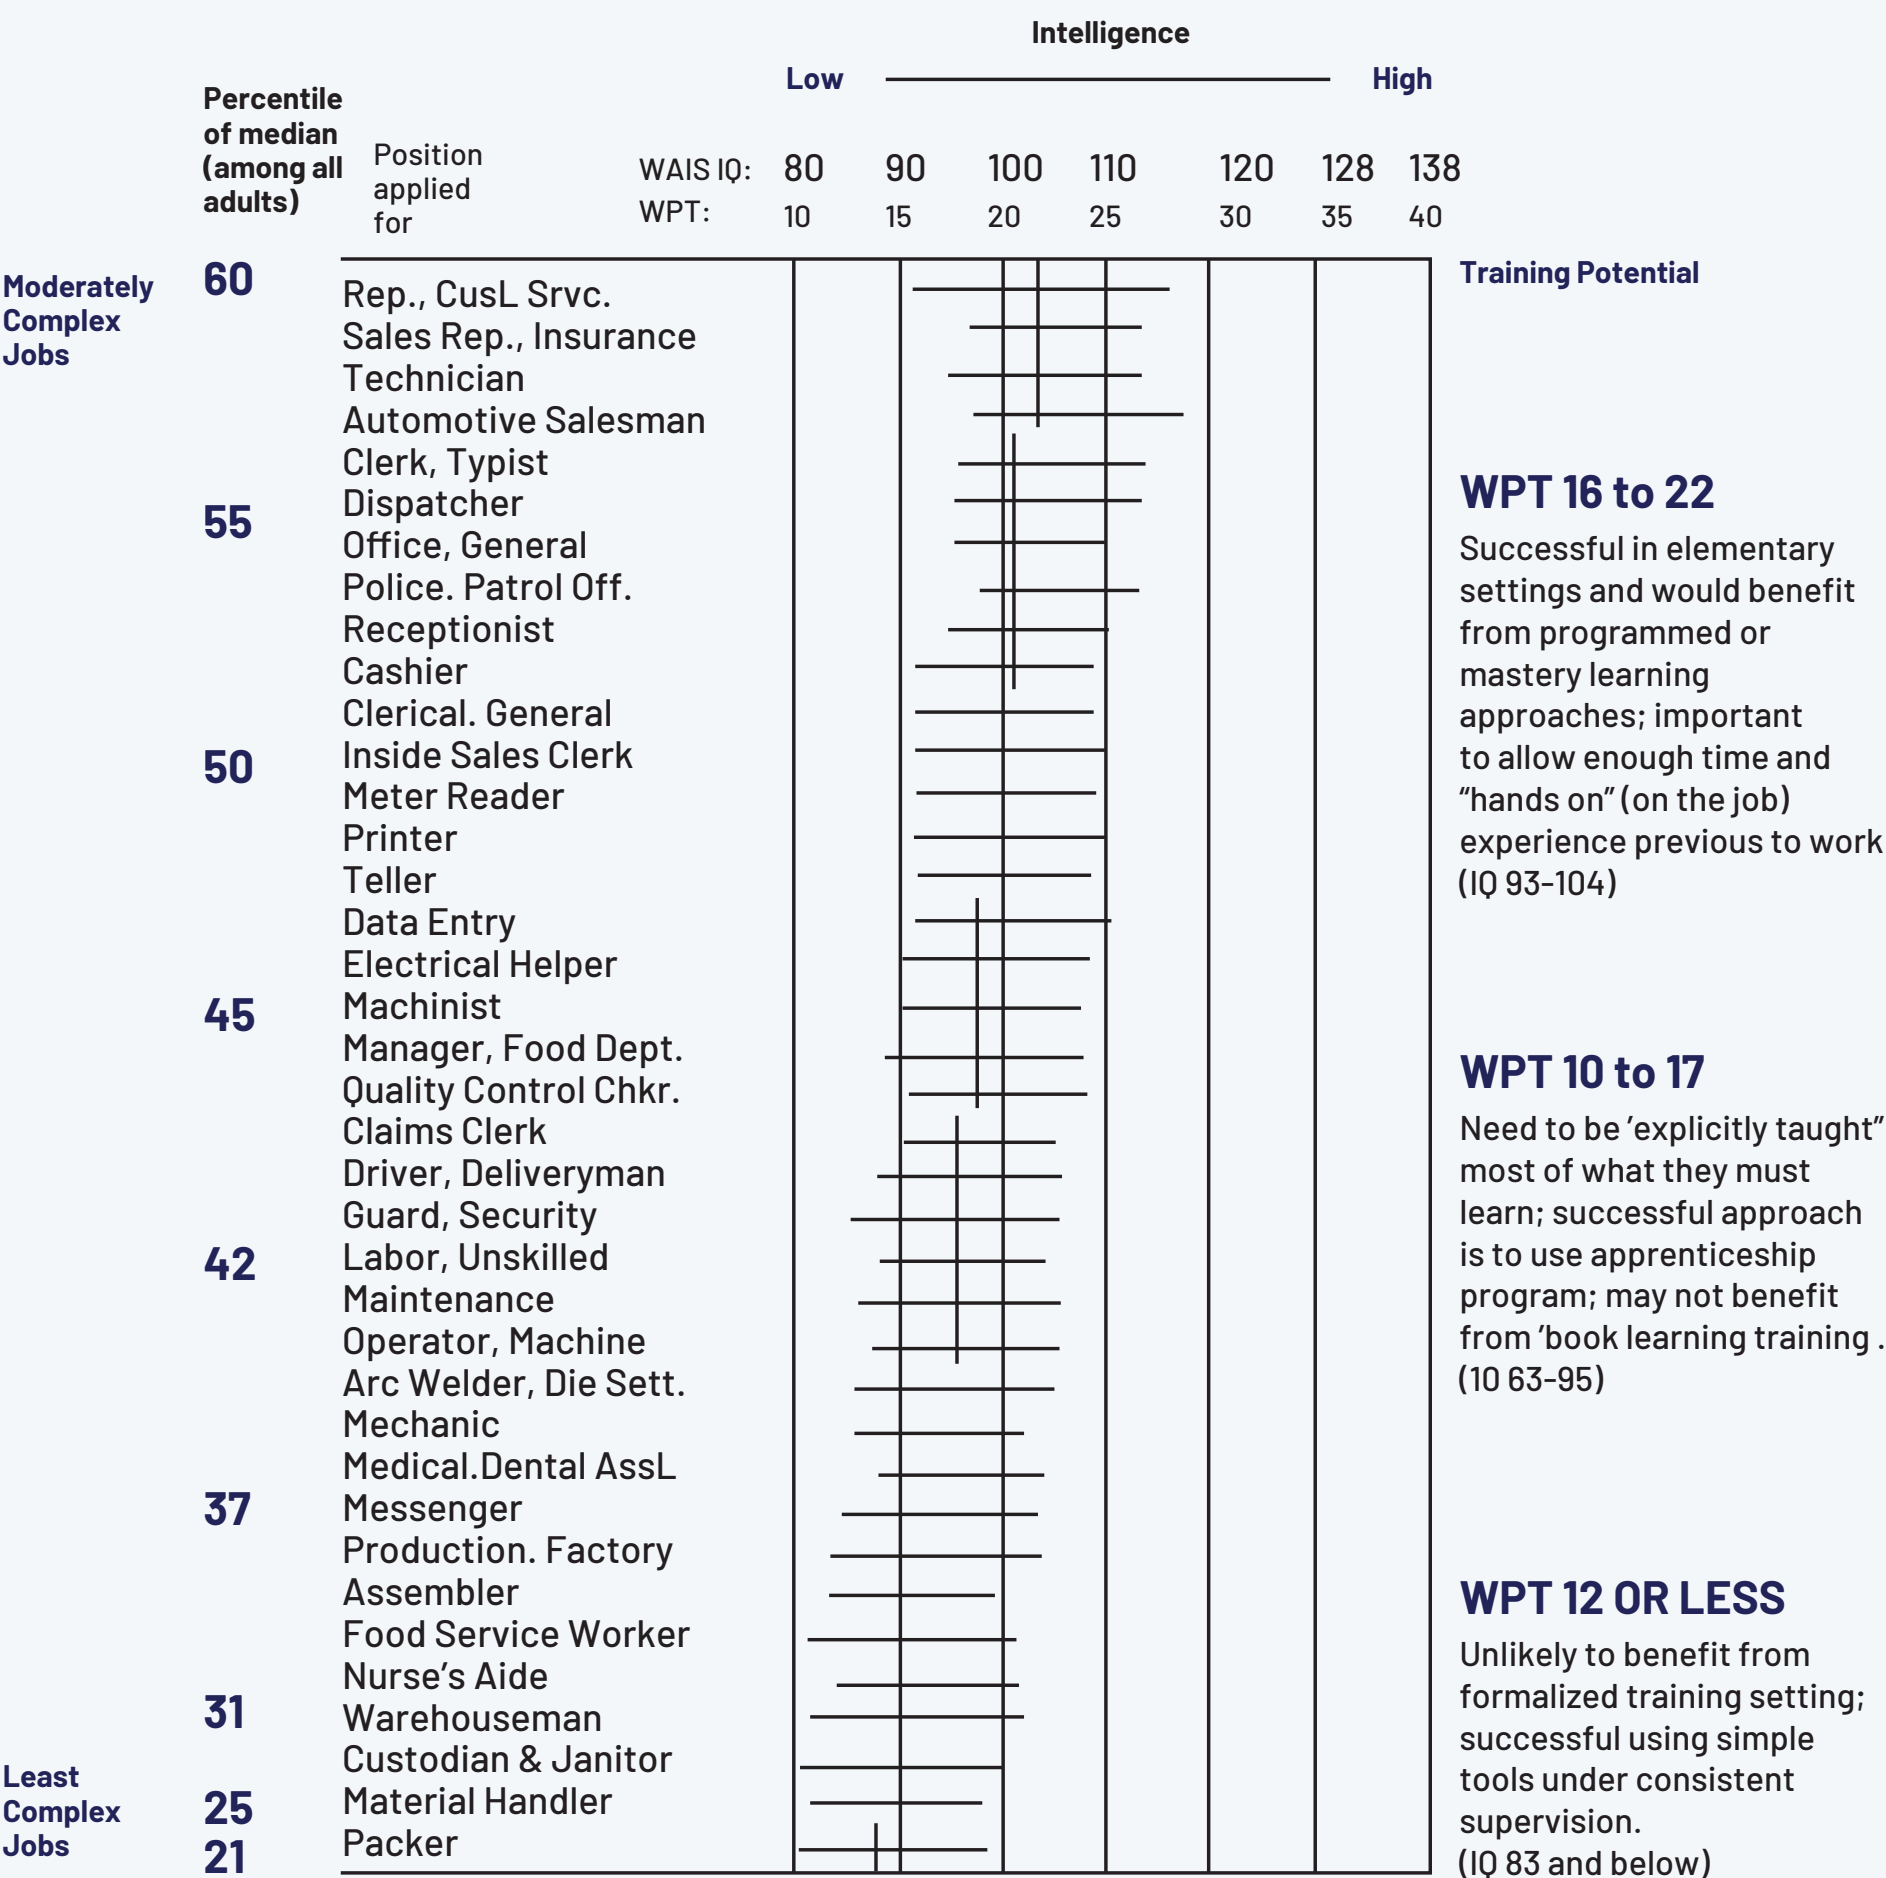 Intelligence
Low High
Percentile
of median
(among all
adults)
Position
applied
for
WAIS IQ: 80 90 100 110 120 128 138
WPT: 10 15 20 25 30 35 40
Moderately
Complex
Jobs
60
55
50
45
42
37
31
25
21
Least
Complex
Jobs
Rep., CusL Srvc.
Sales Rep., Insurance
Technician
Automotive Salesman
Clerk, Typist
Dispatcher
Office, General
Police. Patrol Off.
Receptionist
Cashier
Clerical. General
Inside Sales Clerk
Meter Reader
Printer
Teller
Data Entry
Electrical Helper
Machinist
Manager, Food Dept.
Quality Control Chkr.
Claims Clerk
Driver, Deliveryman
Guard, Security
Labor, Unskilled
Maintenance
Operator, Machine
Arc Welder, Die Sett.
Mechanic
Medical.Dental AssL
Messenger
Production. Factory
Assembler
Food Service Worker
Nurse’s Aide
Warehouseman
Custodian & Janitor
Material Handler
Packer
Training Potential
WPT 16 to 22
Successful in elementary
settings and would benefit
from programmed or
mastery learning
approaches; important
to allow enough time and
“hands on” (on the job)
experience previous to work
(IQ 93-104)
WPT 10 to 17
Need to be ’explicitly taught”
most of what they must
learn; successful approach
is to use apprenticeship
program; may not benefit
from ’book learning training .
(10 63-95)
WPT 12 OR LESS
Unlikely to benefit from
formalized training setting;
successful using simple
tools under consistent
supervision.
(IQ 83 and below)